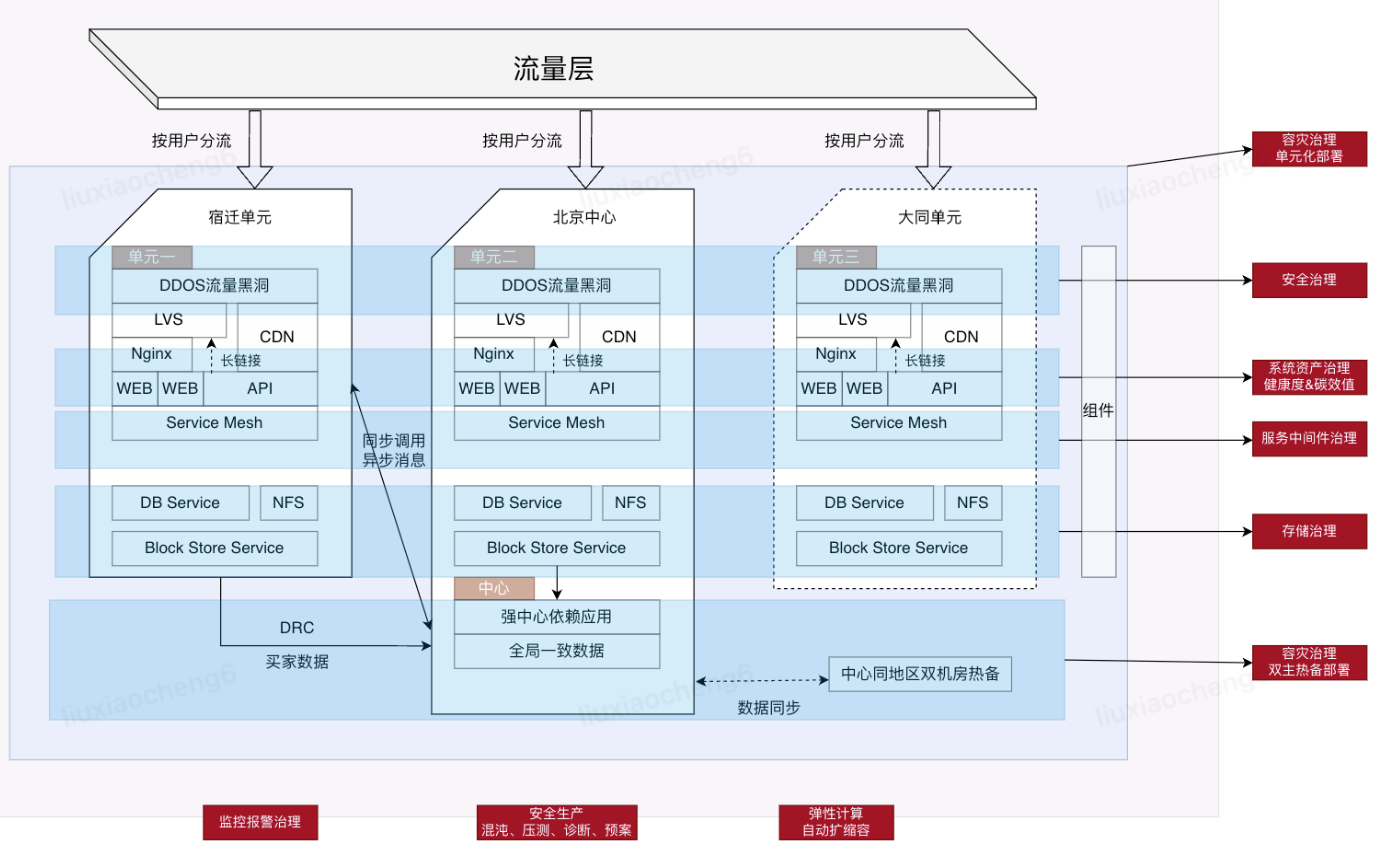 流量层
按用户分流
按用户分流
按用户分流
容灾治理
单元化部署
宿迁单元
北京中心
大同单元
单元一
单元二
单元三
DDOS流量黑洞
DDOS流量黑洞
DDOS流量黑洞
安全治理
LVS
CDN
Nginx
长链接
WEB
WEB
API
LVS
CDN
Nginx
长链接
WEB
WEB
API
LVS
CDN
Nginx
长链接
WEB
WEB
API
系统资产治理
健康度&碳效值
组件
Service Mesh
Service Mesh
Service Mesh
服务中间件治理
同步调用
异步消息
DB Service
NFS
DB Service
NFS
DB Service
NFS
存储治理
Block Store Service
Block Store Service
Block Store Service
中心
强中心依赖应用
全局一致数据
DRC
买家数据
中心同地区双机房热备
数据同步
容灾治理
双主热备部署
监控报警治理
安全生产
混沌、压测、诊断、预案
弹性计算
自动扩缩容
liuxiaocheng6
liuxiaocheng6
liuxiaocheng6
liuxiaocheng6
liuxiaocheng6
liuxiaocheng6